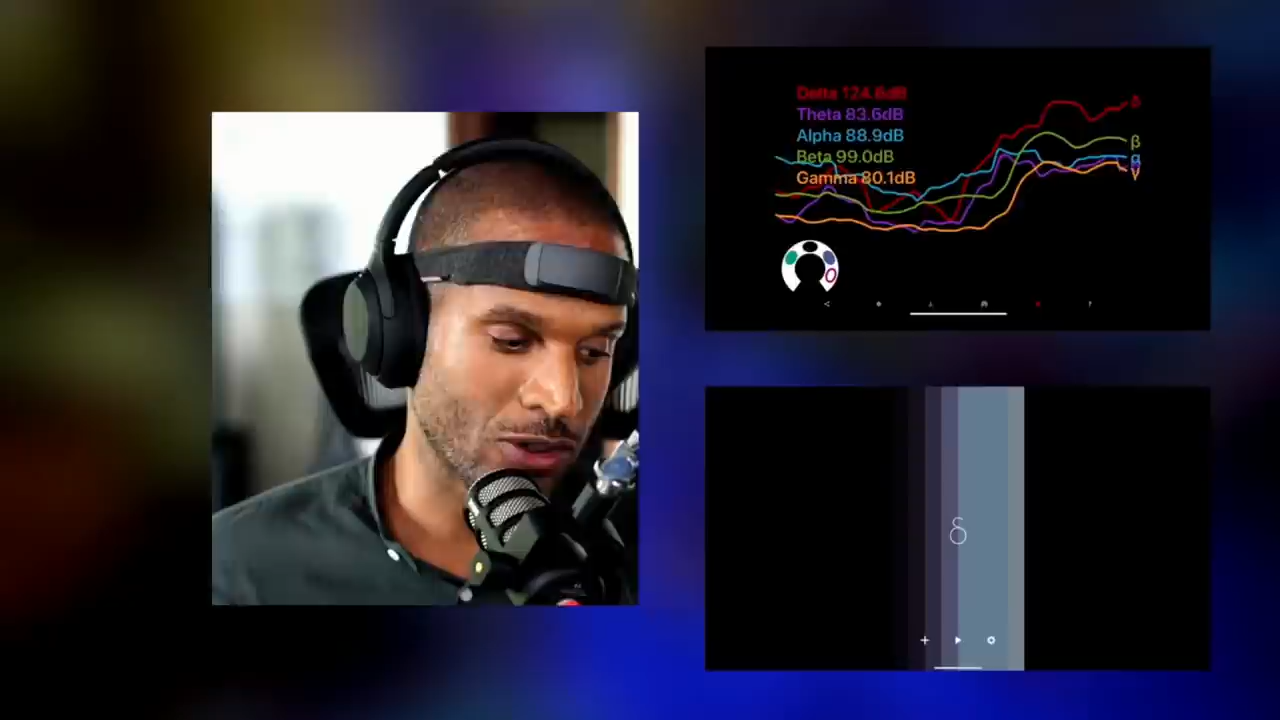 Delta 124.6dB
Theta 83.6dB
Alpha 88.9dB
Beta 99.0dB
Gamma 80.1dB
δ
β
α
γ
δ